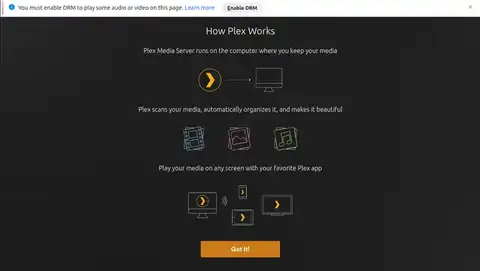 You must enable DRM to play some audio or video on this page. Learn more Enable DRM
How Plex Works
Plex Media Server runs on the computer where you keep your media
Plex scans your media, automatically organizes it, and makes it beautiful
Play your media on any screen with your favorite Plex app
Got It!